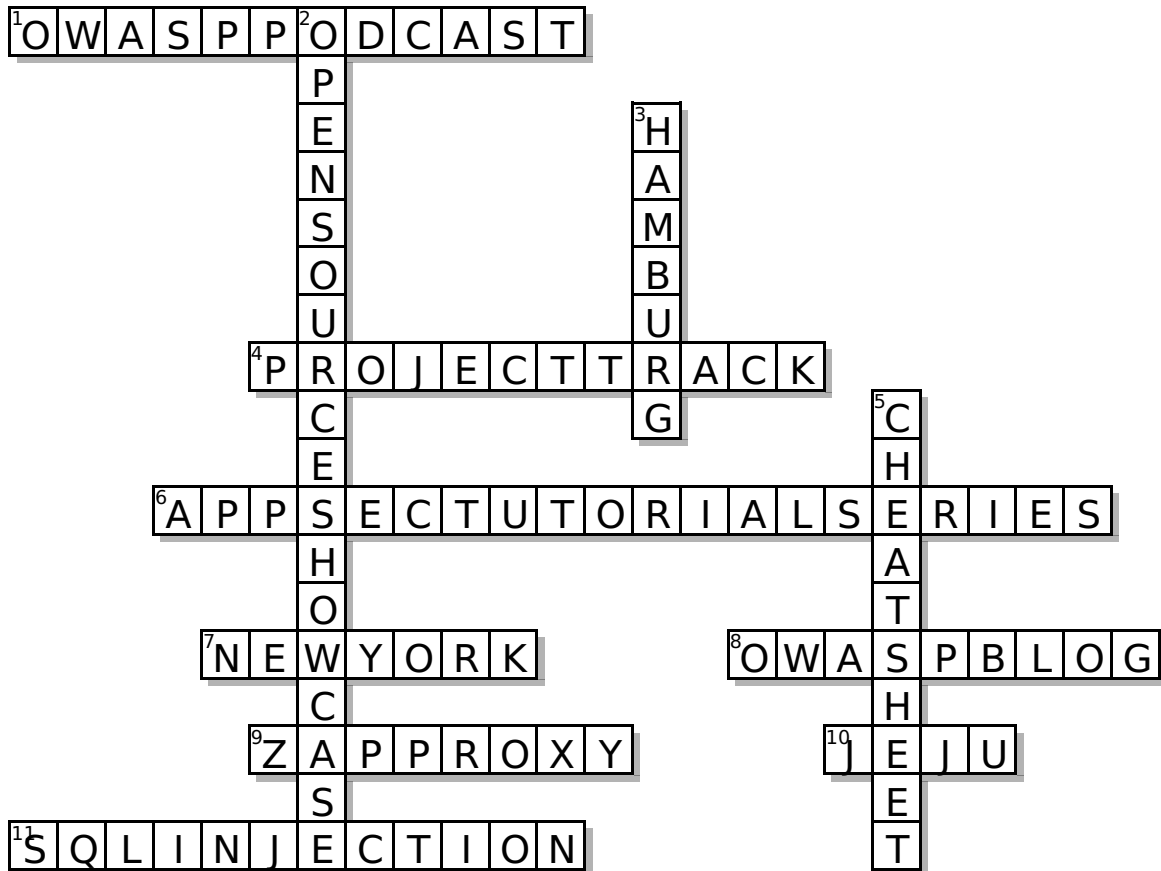 1 OWASPPODCAST
2 OPENSOURCESHOWCASE
3 HAMBURG
4 PROJECTTRACK
5 CHEATSHEET
6 APPSECTUTORIALSERIES
7 NEWYORK
8 OWASPBLOG
9 ZAPPROXY
10 JEJU
11 SQLINJECTION